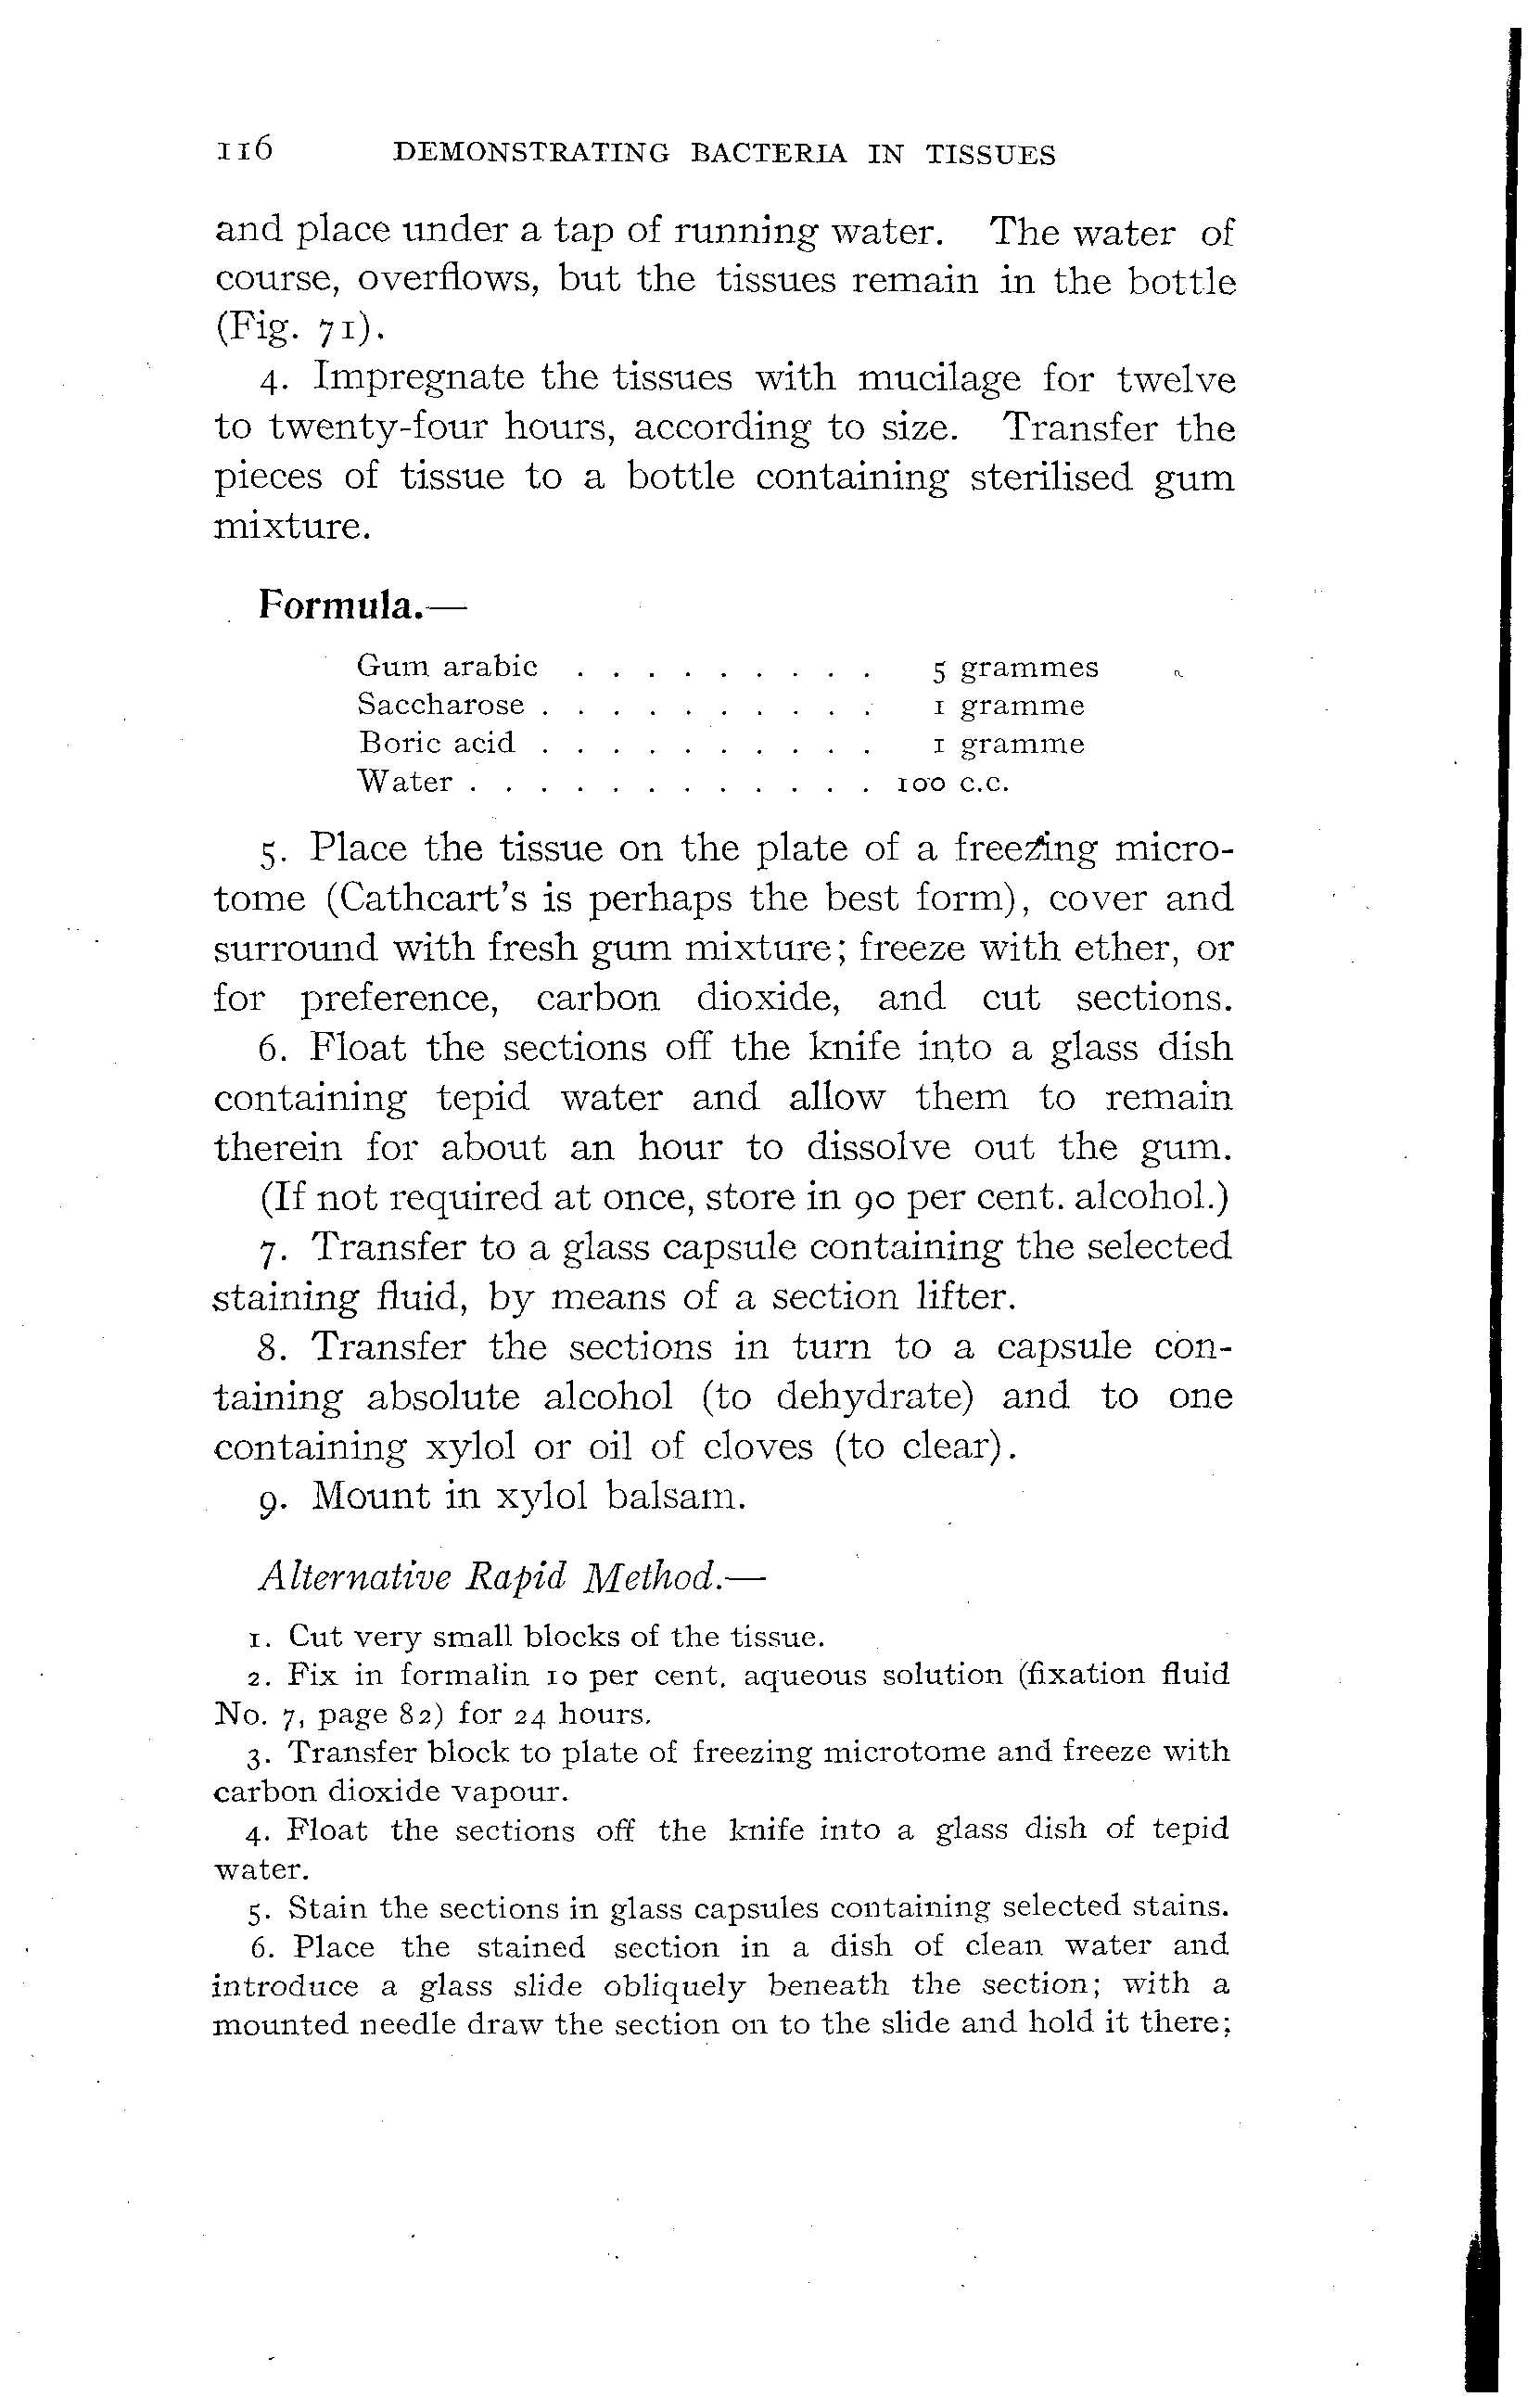 116 DEMONSTRATING BACTERIA IN TISSUES
and place under a tap of running water. The water of
course, overflows, but the tissues remain in the bottle
(Fig. 71).
4. Impregnate the tissues with mucilage for twelve
to twenty-four hours, according to size. Transfer the
pieces of tissue to a bottle containing sterilised gum
mixture.
Formula.—
Gum arabic . . . . . . . . . 5 grammes
Saccharose . . . . . . . . . . 1 gramme
Boric acid . . . . . . . . . . 1 gramme
Water . . . . . . . . . . . . 100 c.c.
5. Place the tissue on the plate of a freezing micro-
tome (Cathcart's is perhaps the best form), cover and
surround with fresh gum mixture; freeze with ether, or
for preference, carbon dioxide, and cut sections.
6. Float the sections off the knife into a glass dish
containing tepid water and allow them to remain
therein for about an hour to dissolve out the gum.
(If not required at once, store in 90 per cent. alcohol.)
7. Transfer to a glass capsule containing the selected
staining fluid, by means of a section lifter.
8. Transfer the sections in turn to a capsule con-
taining absolute alcohol (to dehydrate) and to one
containing xylol or oil of cloves (to clear).
9. Mount in xylol balsam.
Alternative Rapid Method.—
1. Cut very small blocks of the tissue.
2. Fix in formalin 10 per cent. aqueous solution (fixation fluid
No. 7, page 82) for 24 hours.
3. Transfer block to plate of freezing microtome and freeze with
carbon dioxide vapour.
4. Float the sections off the knife into a glass dish of tepid
water.
5. Stain the sections in glass capsules containing selected stains.
6. Place the stained section in a dish of clean water and
introduce a glass slide obliquely beneath the section; with a
mounted needle draw the section on to the slide and hold it there;